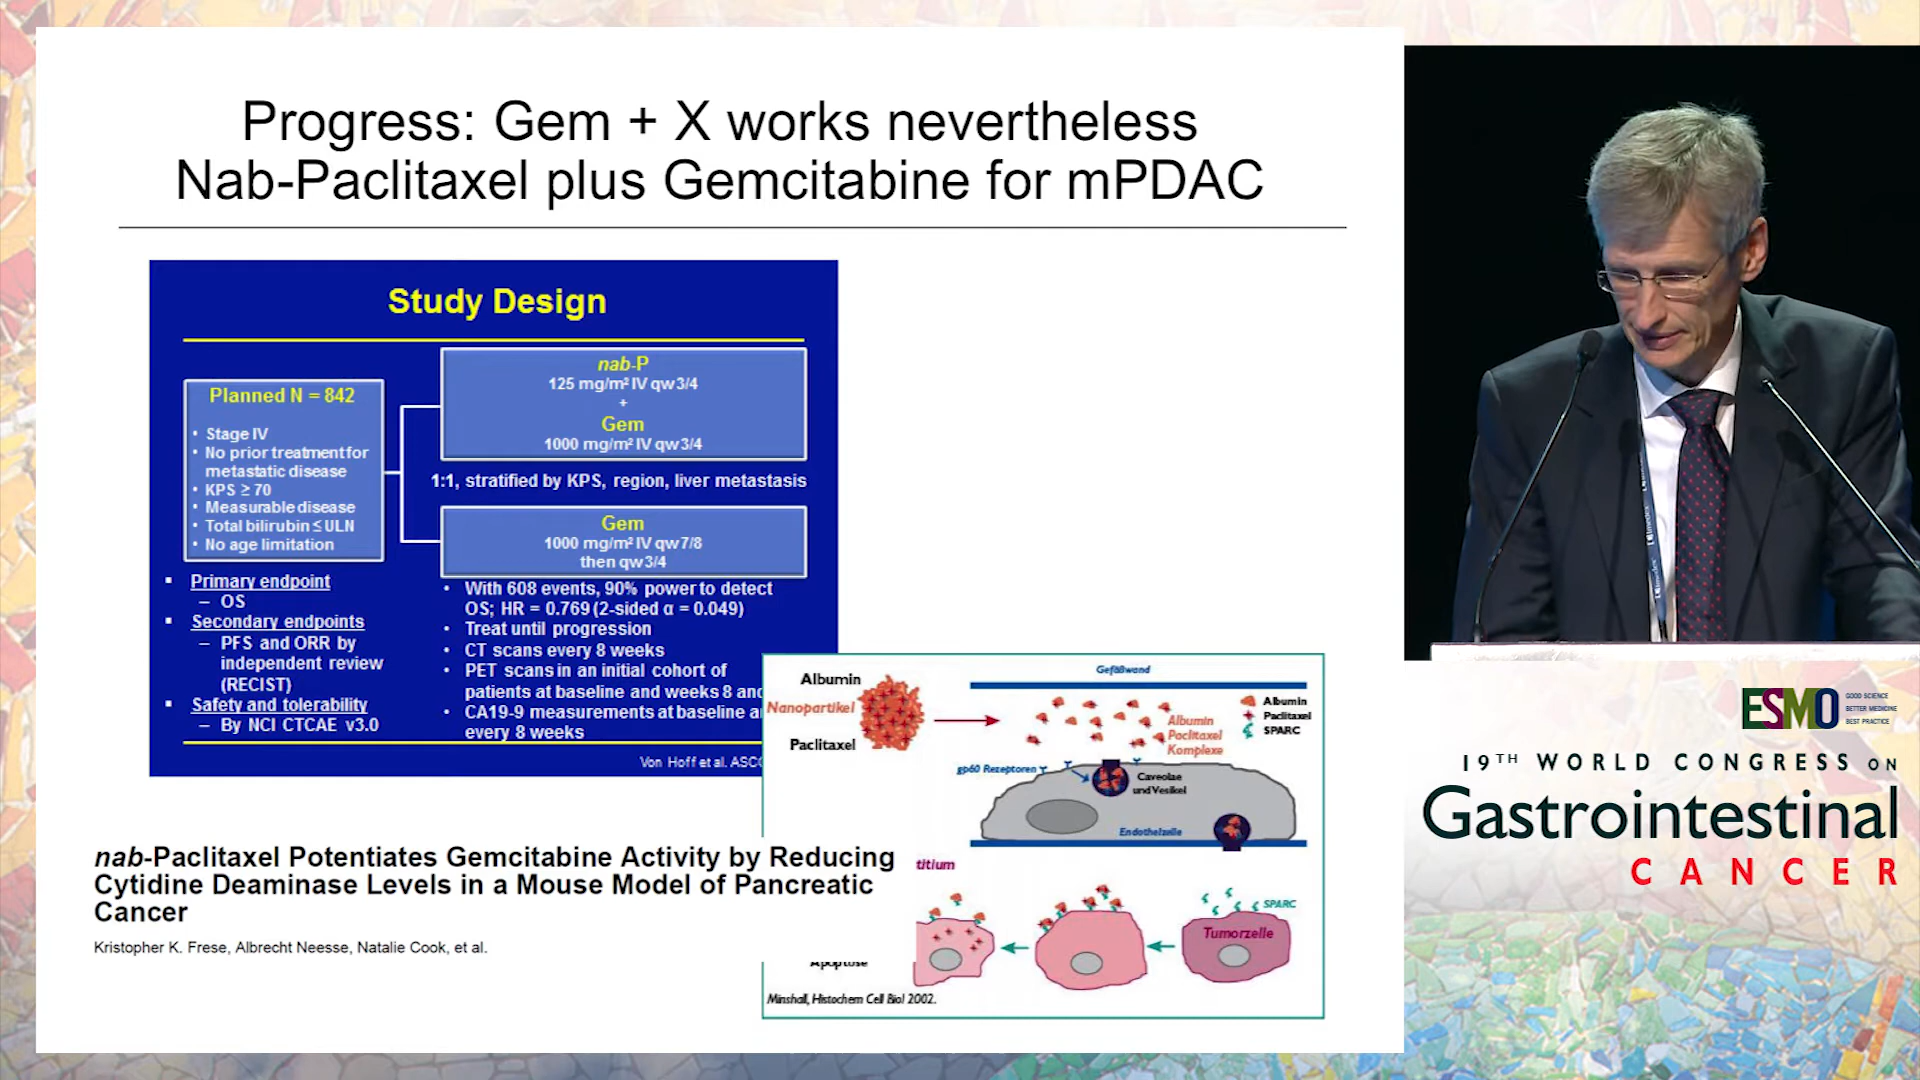 Progress: Gem + X works nevertheless
Nab-Paclitaxel plus Gemcitabine for mPDAC
Study Design
Planned N = 842
• Stage IV
• No prior treatment for
metastatic disease
• KPS ≥ 70
• Measurable disease
• Total bilirubin ≤ ULN
• No age limitation
nab-P
125 mg/m² IV qw 3/4
+
Gem
1000 mg/m² IV qw 3/4
1:1, stratified by KPS, region, liver metastasis
Gem
1000 mg/m² IV qw 7/8
then qw 3/4
▪ Primary endpoint
– OS
▪ Secondary endpoints
– PFS and ORR by
independent review
(RECIST)
▪ Safety and tolerability
– By NCI CTCAE v3.0
• With 608 events, 90% power to detect
OS; HR = 0.769 (2-sided α = 0.049)
• Treat until progression
• CT scans every 8 weeks
• PET scans in an initial cohort of
patients at baseline and weeks 8 and
• CA19-9 measurements at baseline a
every 8 weeks
Von Hoff et al. ASC
Albumin
Nanopartikel
Paclitaxel
Gefäßwand
Albumin
Paclitaxel
Komplexe
Albumin
Paclitaxel
SPARC
gp60 Rezeptoren
Caveolae
und Vesikel
Endothelzelle
titium
SPARC
Tumorzelle
Apoptose
Minshall, Histochem Cell Biol 2002.
nab-Paclitaxel Potentiates Gemcitabine Activity by Reducing
Cytidine Deaminase Levels in a Mouse Model of Pancreatic
Cancer
Kristopher K. Frese, Albrecht Neesse, Natalie Cook, et al.
ESMO
GOOD SCIENCE
BETTER MEDICINE
BEST PRACTICE
19TH WORLD CONGRESS ON
Gastrointestinal
CANCER